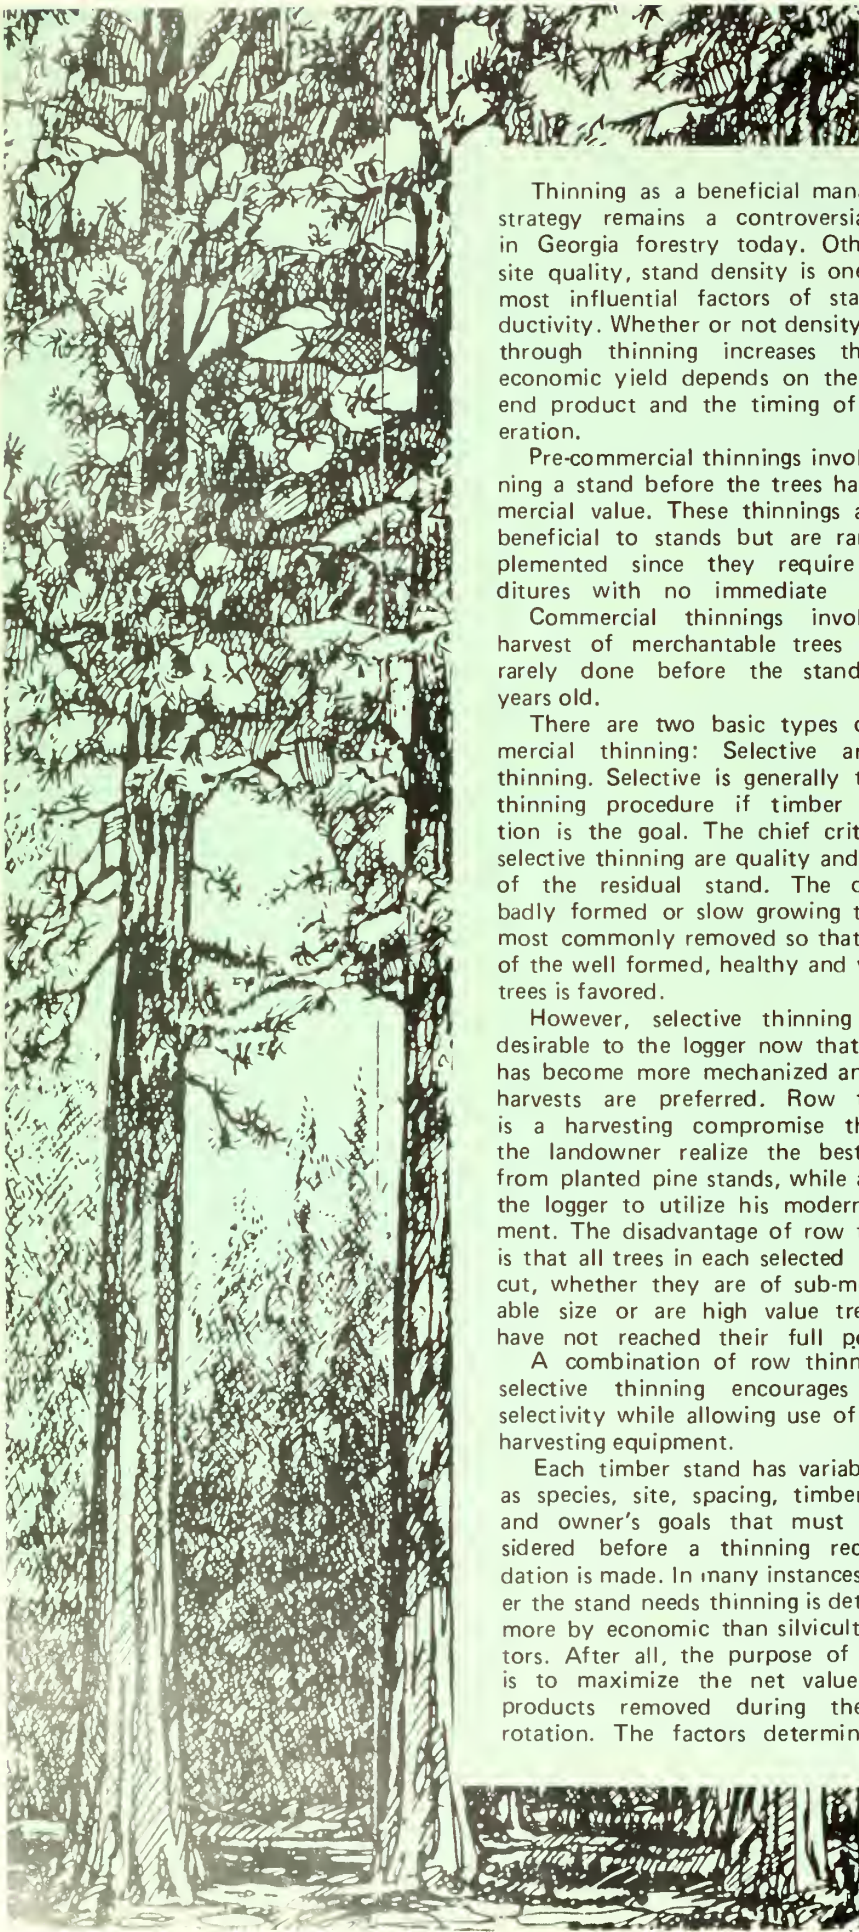 Thinning as a beneficial man
strategy remains a controversia
in Georgia forestry today. Oth
site quality, stand density is one
most influential factors of sta
ductivity. Whether or not density
through thinning increases th
economic yield depends on the
end product and the timing of
eration.
Pre-commercial thinnings invol
ning a stand before the trees ha
mercial value. These thinnings a
beneficial to stands but are rar
plemented since they require
ditures with no immediate
Commercial thinnings invol
harvest of merchantable trees
rarely done before the stand
years old.
There are two basic types o
mercial thinning: Selective an
thinning. Selective is generally t
thinning procedure if timber
tion is the goal. The chief crit
selective thinning are quality and
of the residual stand. The d
badly formed or slow growing t
most commonly removed so that
of the well formed, healthy and v
trees is favored.
However, selective thinning
desirable to the logger now that
has become more mechanized an
harvests are preferred. Row t
is a harvesting compromise th
the landowner realize the best
from planted pine stands, while a
the logger to utilize his modern
ment. The disadvantage of row t
is that all trees in each selected
cut, whether they are of sub-m
able size or are high value tre
have not reached their full po
A combination of row thinn
selective thinning encourages
selectivity while allowing use of
harvesting equipment.
Each timber stand has variab
as species, site, spacing, timber
and owner's goals that must
sidered before a thinning rec
dation is made. In many instances
er the stand needs thinning is det
more by economic than silvicult
tors. After all, the purpose of
is to maximize the net value
products removed during the
rotation. The factors determin